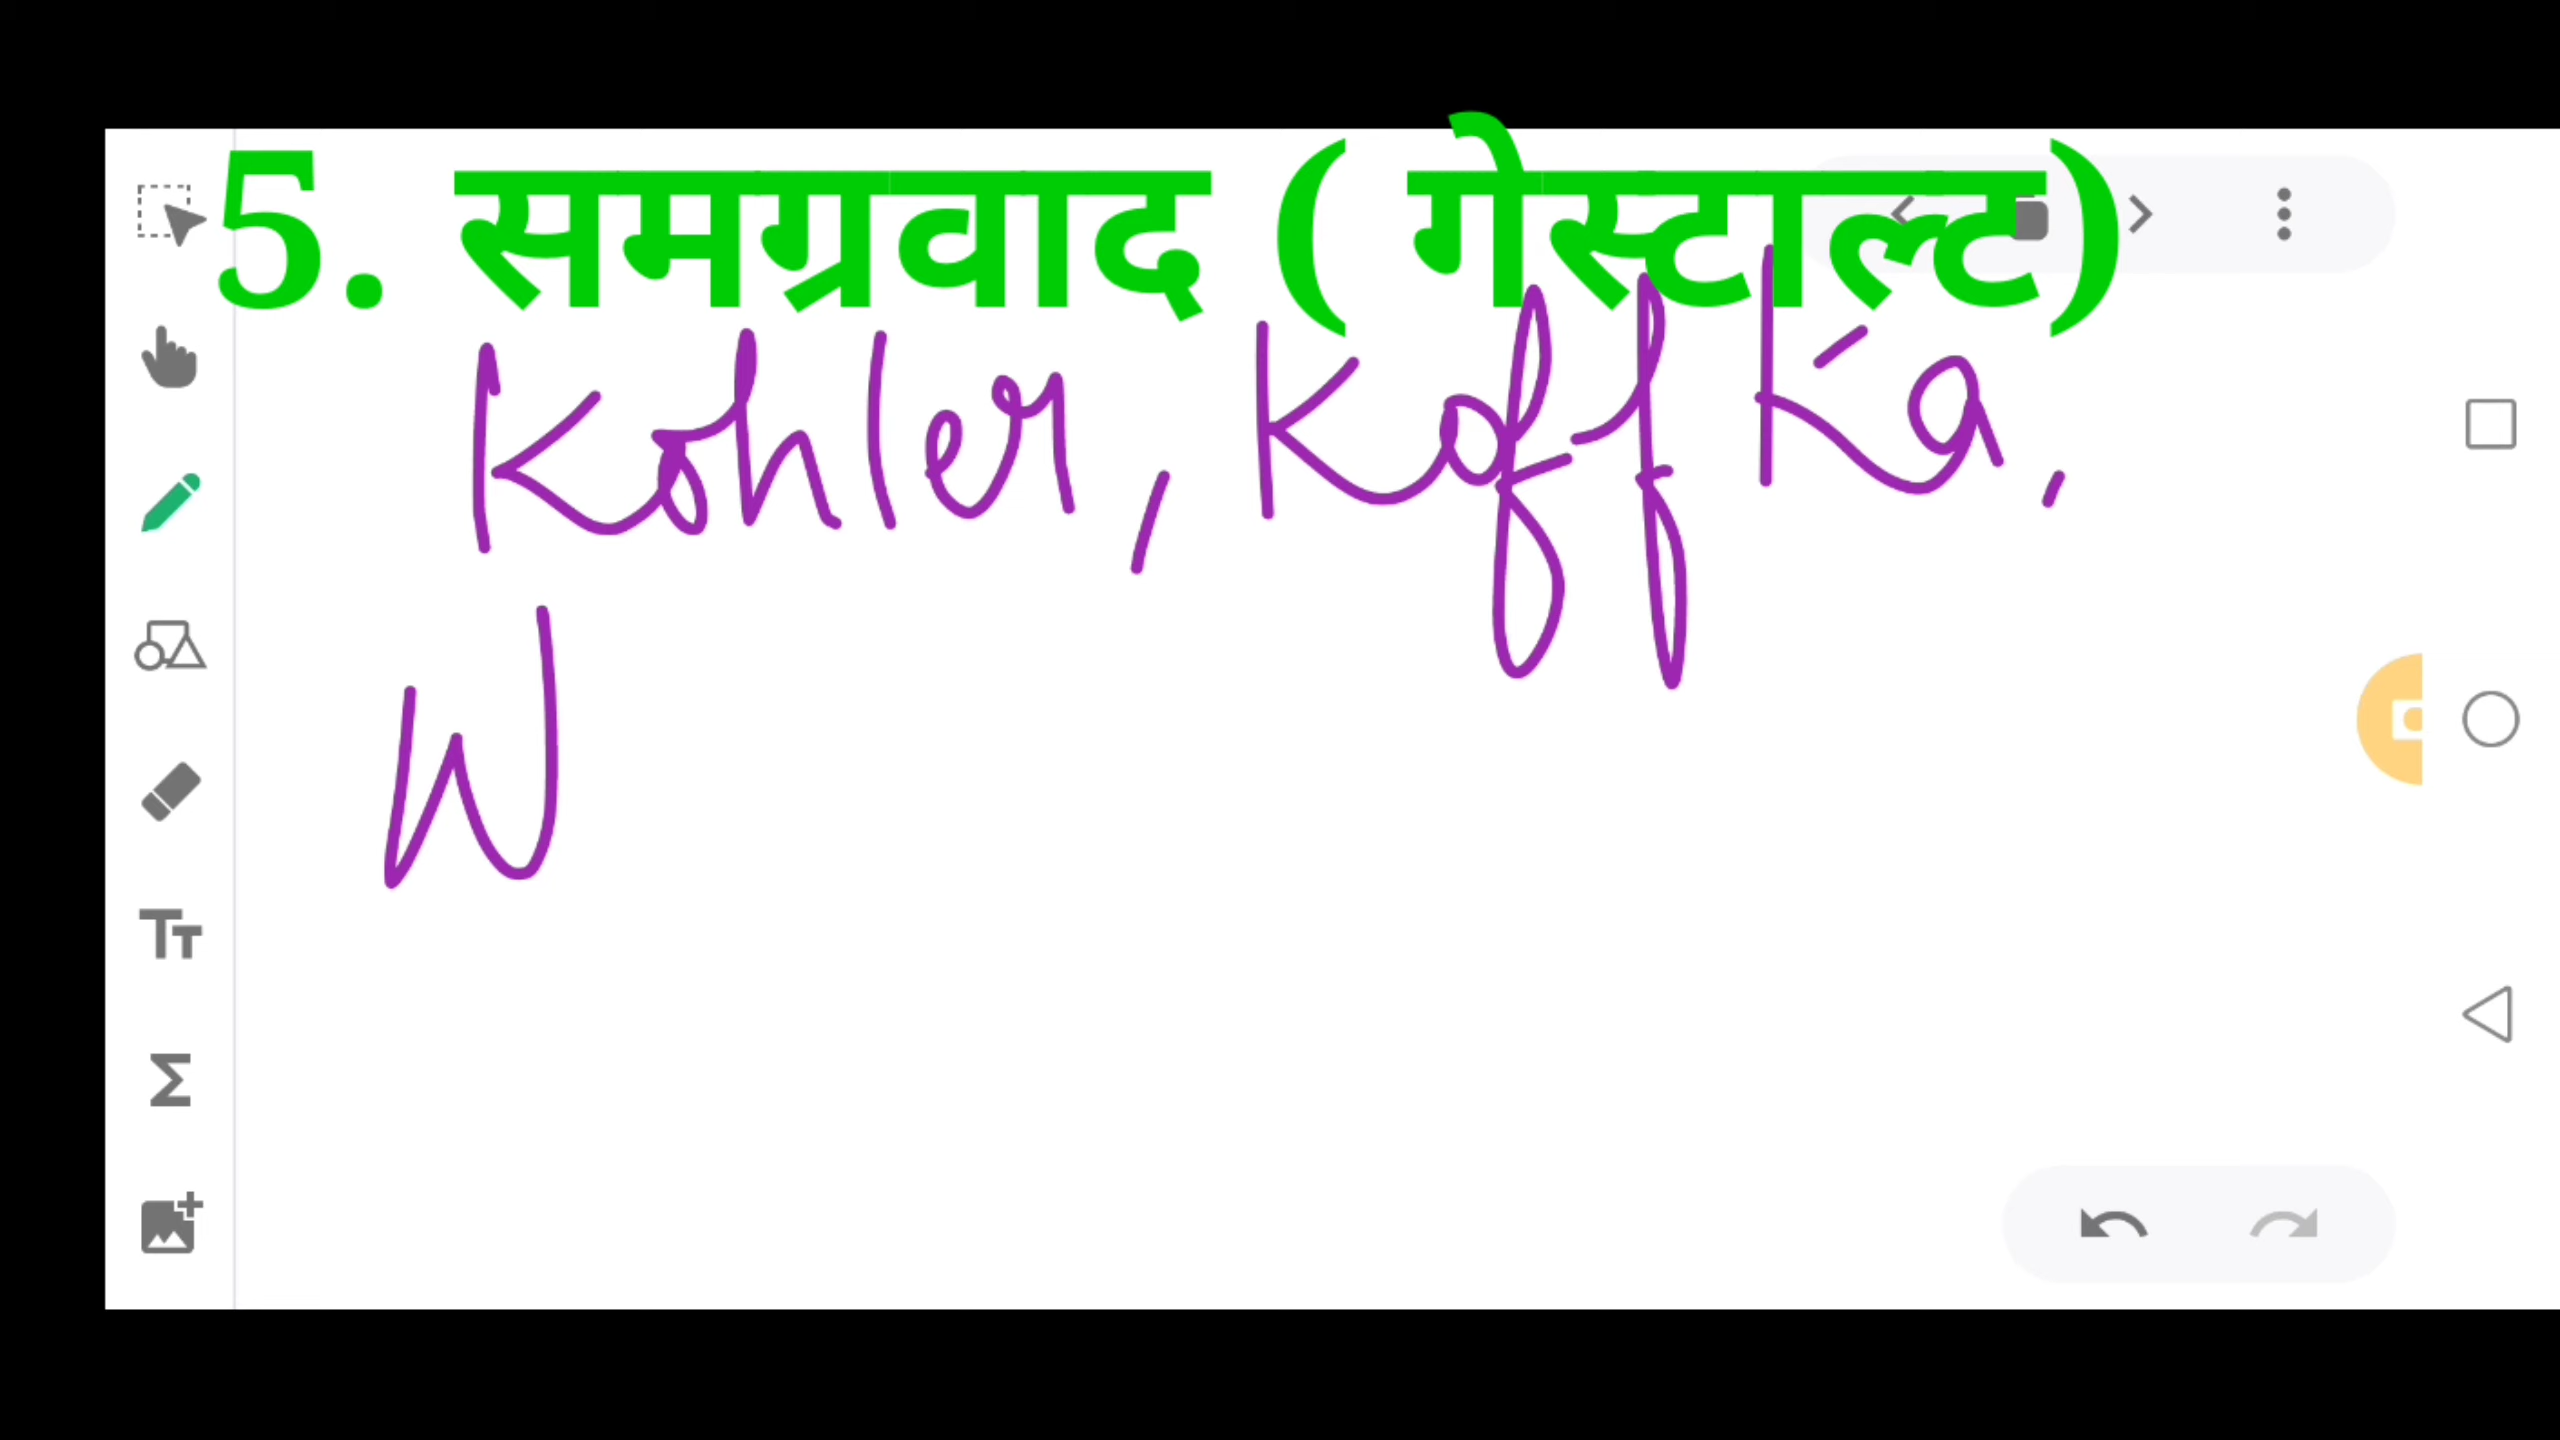 5. समग्रवाद ( गेस्टाल्ट)
Kohler, Koffka,
W